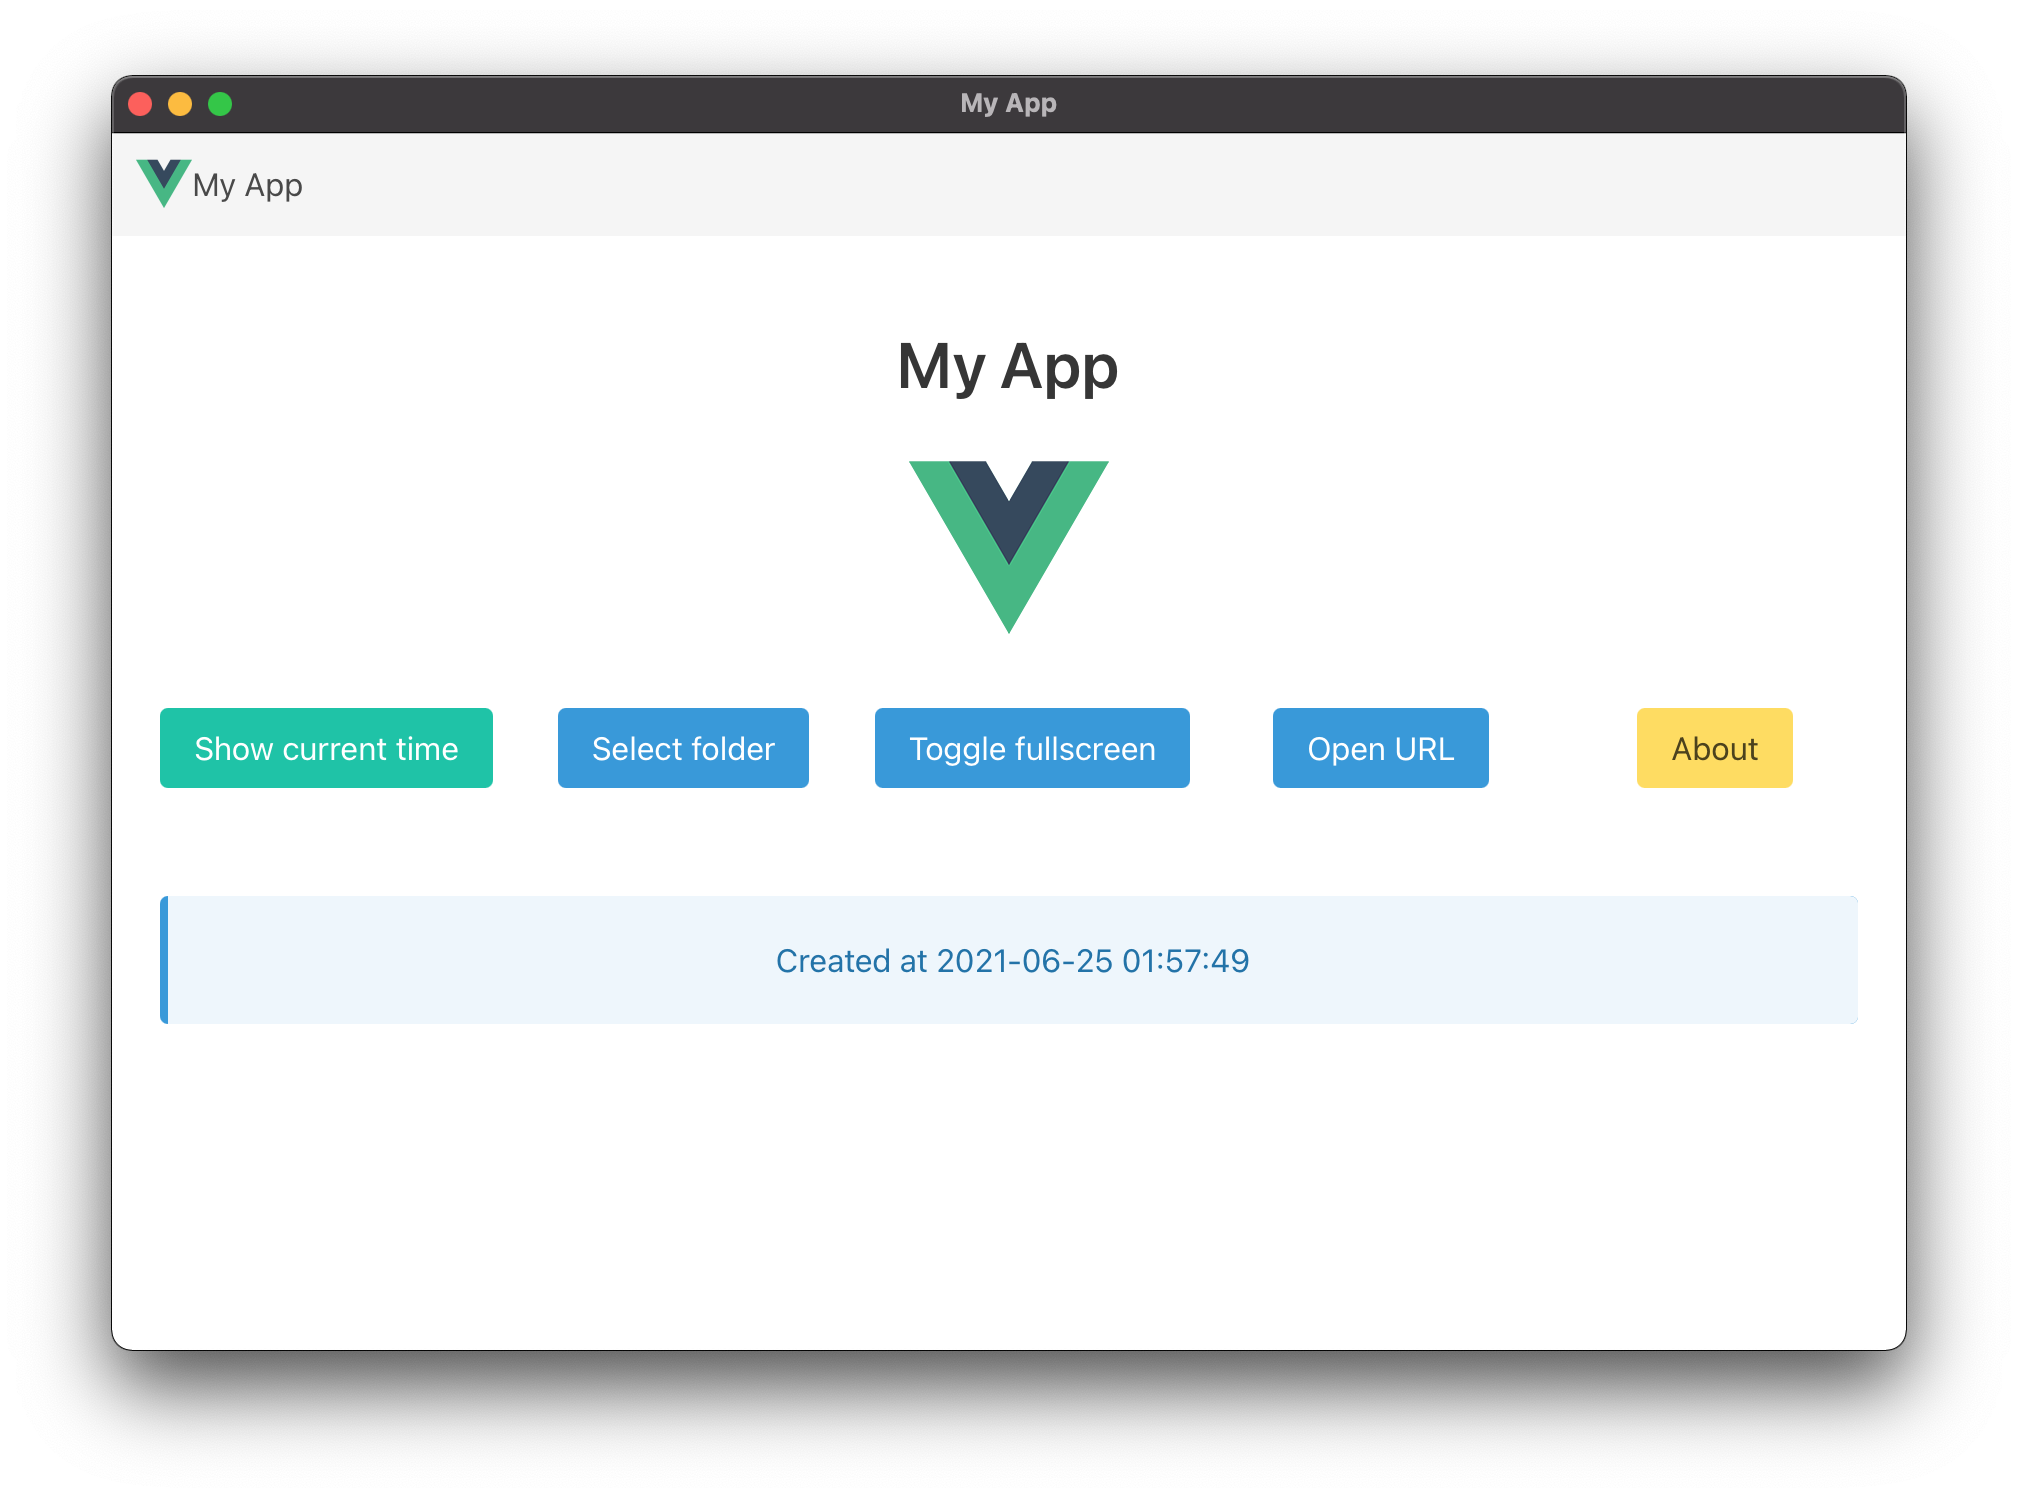 My App
My App
My App
Show current time
Select folder
Toggle fullscreen
Open URL
About
Created at 2021-06-25 01:57:49